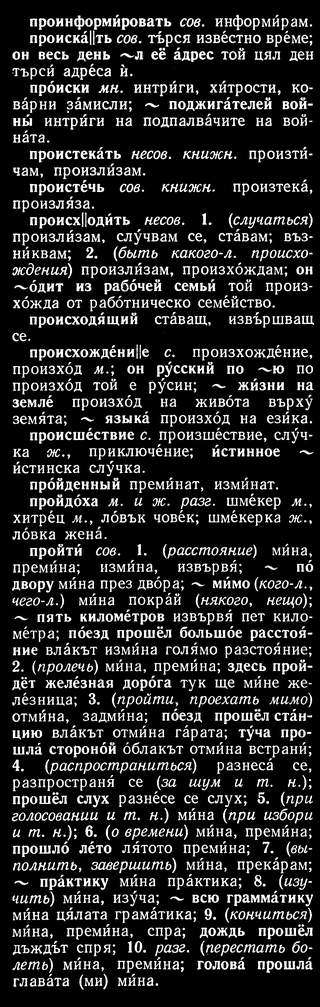 проинформи́ровать сов. информи́рам.
происка́||ть сов. тъ́рся изве́стно вре́ме;
он весь день ~л её а́дрес той цял ден
търси́ адре́са ѝ.
про́иски мн. интри́ги, хи́трости, ко-
ва́рни за́мисли; ~ поджига́телей вой-
ны́ интри́ги на подпалва́чите на вой-
на́та.
проистека́ть несов. книжн. произти́-
чам, произли́зам.
происте́чь сов. книжн. произтека́,
произля́за.
происх||оди́ть несов. 1. (случаться)
произли́зам, слу́чвам се, ста́вам; въз-
ни́квам; 2. (быть какого-л. происхо-
ждения) произли́зам, произхо́ждам; он
~о́дит из рабо́чей семьи́ той произ-
хо́жда от рабо́тническо семе́йство.
происходя́щий ста́ващ, извъ́ршващ
се.
происхожде́ни||е с. произхожде́ние,
произхо́д м.; он ру́сский по ~ю по
произхо́д той е ру́син; ~ жи́зни на
земле́ произхо́д на живо́та върху́
земя́та; ~ языка́ произхо́д на ези́ка.
происше́ствие с. произше́ствие, слу́ч-
ка ж., приключе́ние; и́стинное ~
и́стинска слу́чка.
про́йденный преми́нат, изми́нат.
пройдо́ха м. и ж. разг. шме́кер м.,
хитре́ц м., ло́вък чове́к; шме́керка ж.,
ло́вка жена́.
пройти́ сов. 1. (расстояние) ми́на,
преми́на; изми́на, извървя́; ~ по́
двору ми́на през дво́ра; ~ ми́мо (кого-л.,
чего-л.) ми́на покра́й (някого, нещо);
~ пять киломе́тров извървя́ пет кило-
ме́тра; по́езд прошёл большо́е расстоя́-
ние вла́кът изми́на голя́мо разстоя́ние;
2. (пролечь) ми́на, преми́на; здесь прой-
дёт желе́зная доро́га тук ще ми́не же-
ле́зница; 3. (пройти, проехать мимо)
отми́на, задми́на; по́езд прошёл ста́н-
цию вла́кът отми́на га́рата; ту́ча про-
шла́ стороно́й о́блакът отми́на встрани́;
4. (распространиться) разнеса́ се,
разпространя́ се (за шум и т. н.);
прошёл слух разне́се се слух; 5. (при
голосовании и т. п.) ми́на (при избори
и т. н.); 6. (о времени) ми́на, преми́на;
прошло́ ле́то ля́тото преми́на; 7. (вы-
полнить, завершить) ми́на, прека́рам;
~ пра́ктику ми́на пра́ктика; 8. (изу-
чить) ми́на, изу́ча; ~ всю грамма́тику
ми́на ця́лата грама́тика; 9. (кончиться)
ми́на, преми́на, спра; дождь прошёл
дъждъ́т спря; 10. разг. (перестать бо-
леть) ми́на, преми́на; голова́ прошла́
глава́та (ми) ми́на.